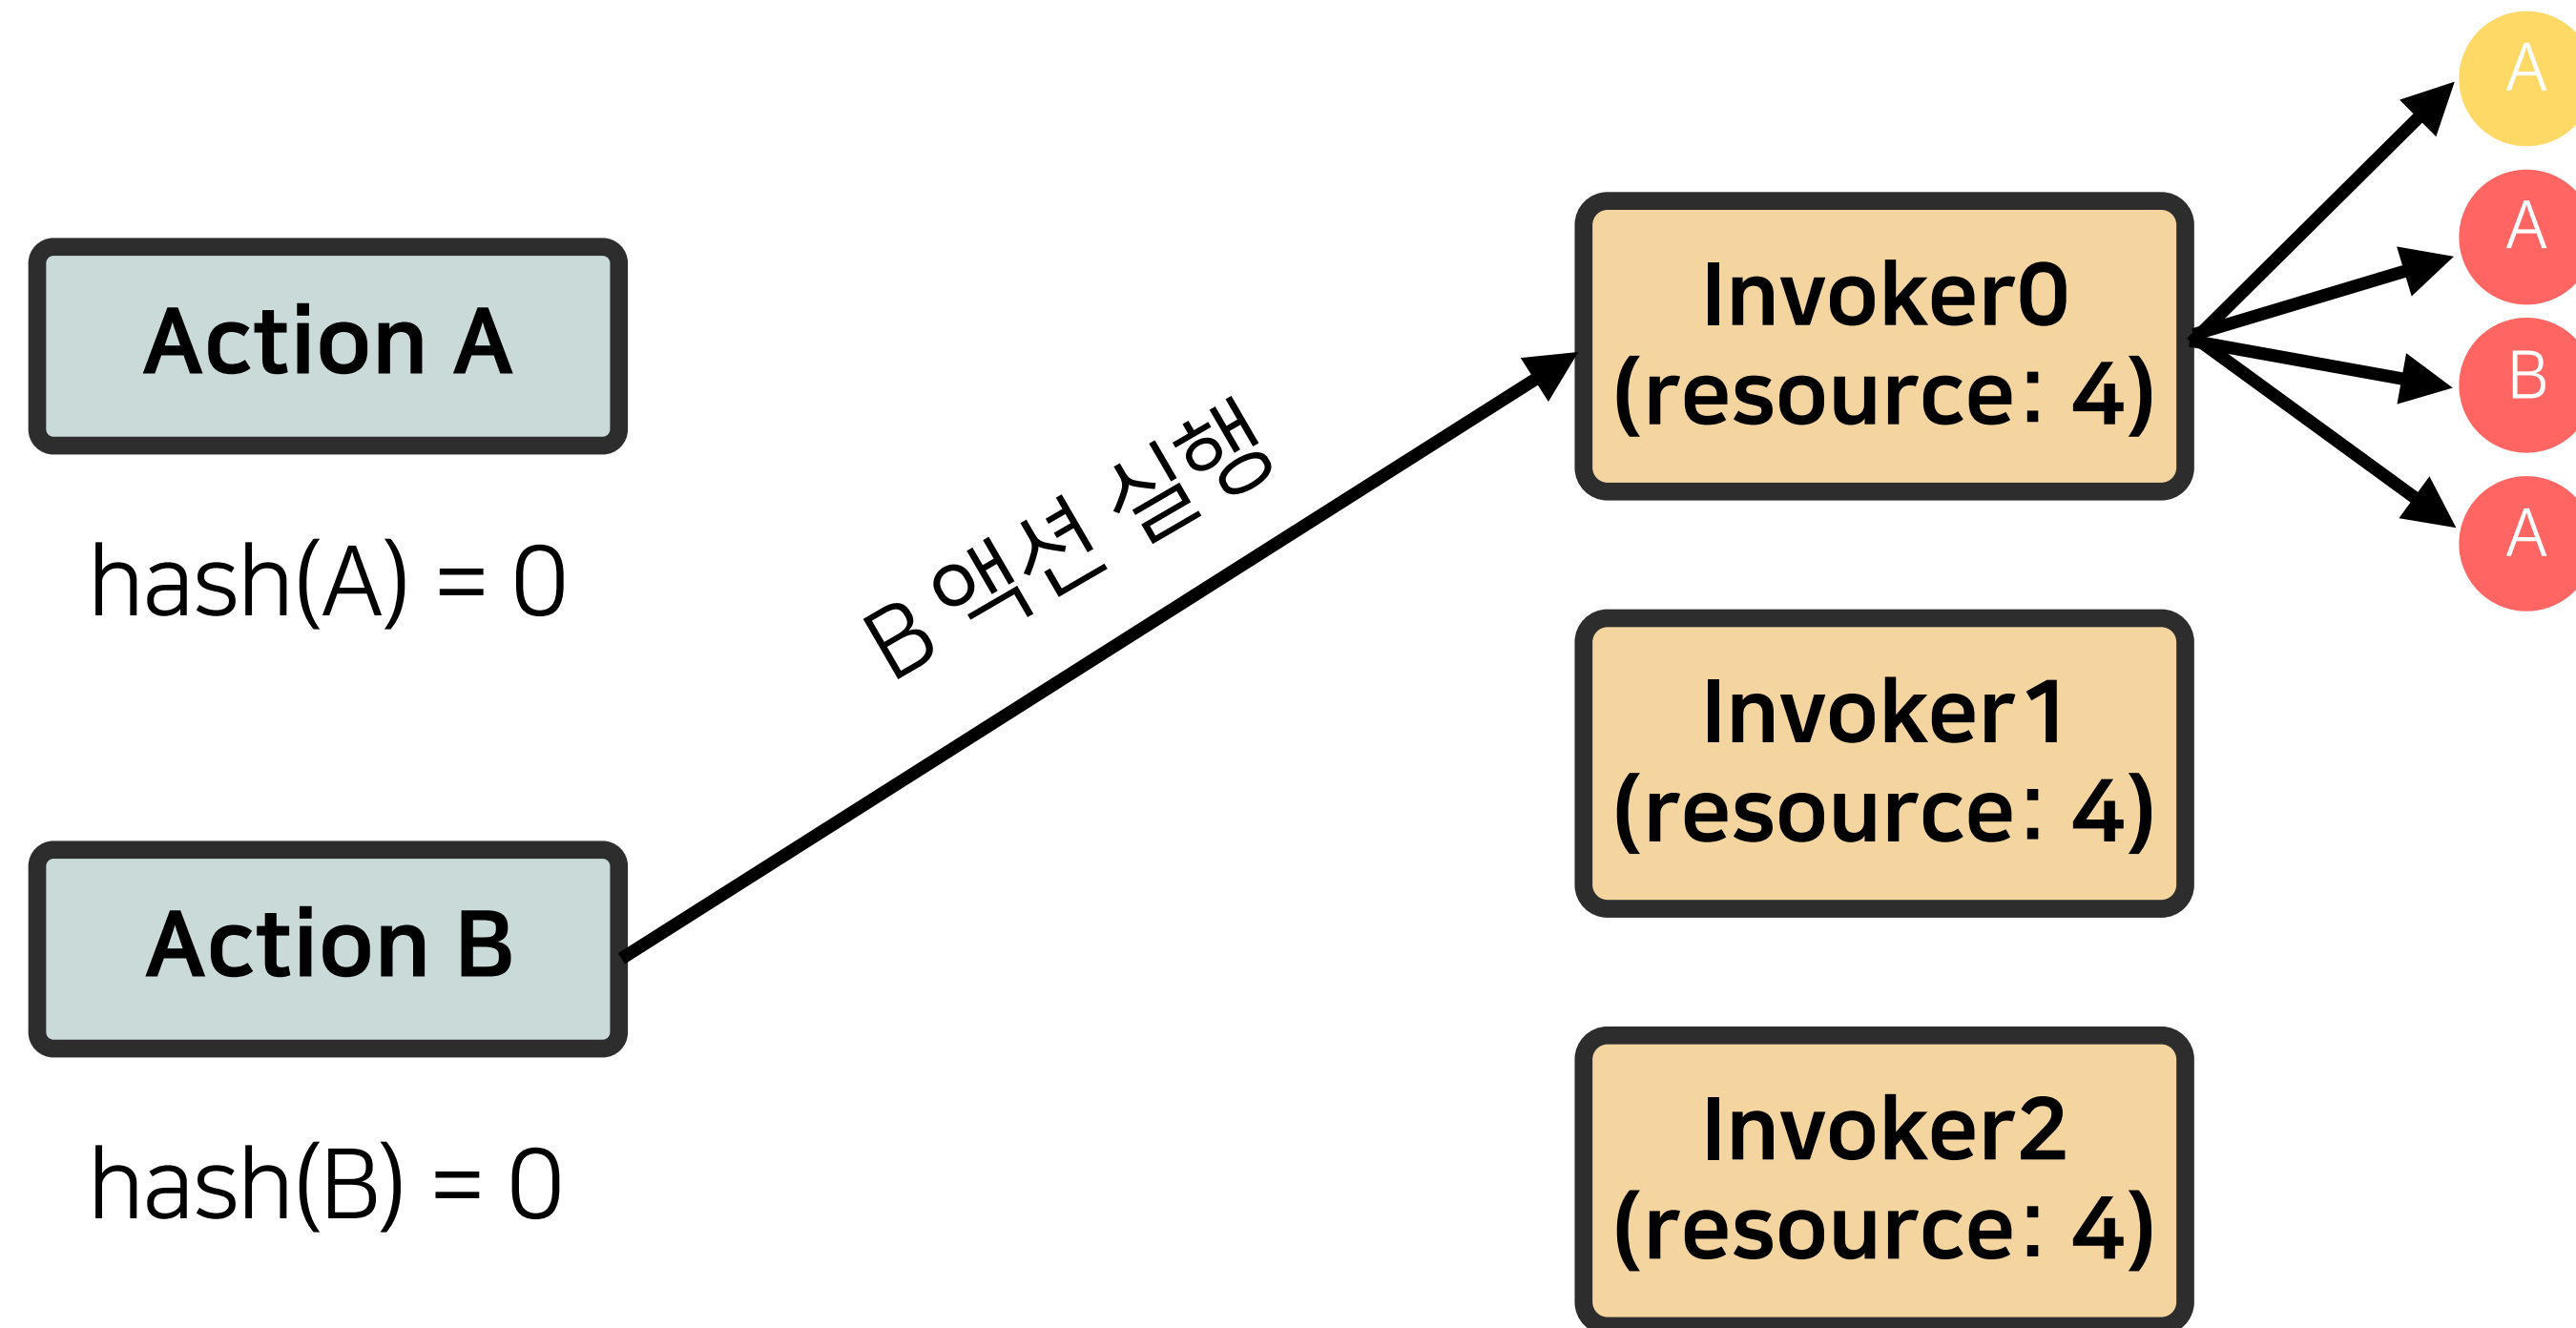 Action A
hash(A) = 0
Action B
hash(B) = 0
B 액션 실행
Invoker0
(resource: 4)
Invoker1
(resource: 4)
Invoker2
(resource: 4)
A
A
B
A